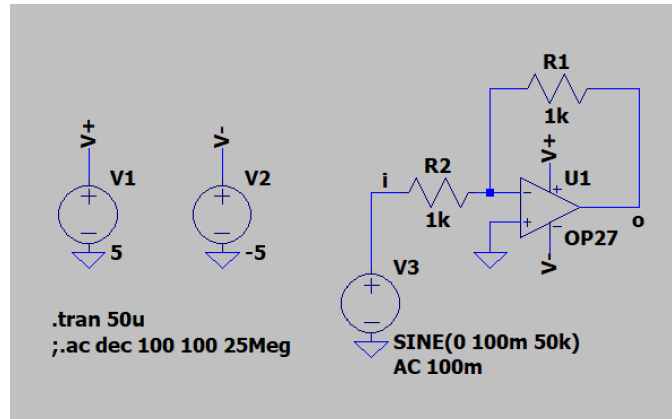 R1
1k
V+
V-
V+
R2
i
U1
V1
V2
1k
OP27
o
5
-5
V-
V3
.tran 50u
;.ac dec 100 100 25Meg
SINE(0 100m 50k)
AC 100m